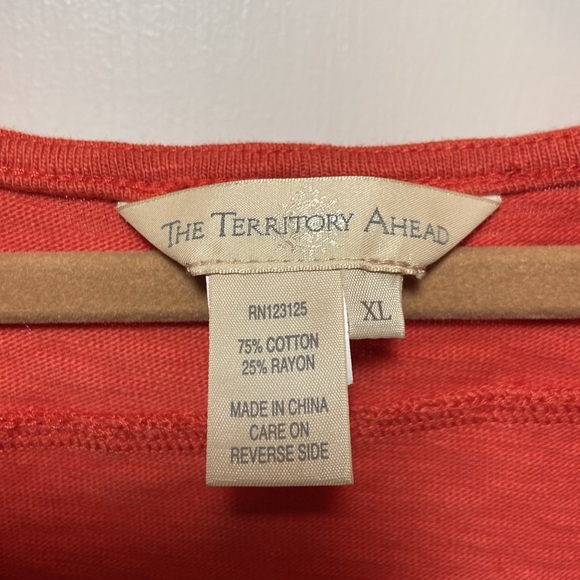 THE TERRITORY AHEAD
XL
RN123125
75% COTTON
25% RAYON
MADE IN CHINA
CARE ON
REVERSE SIDE